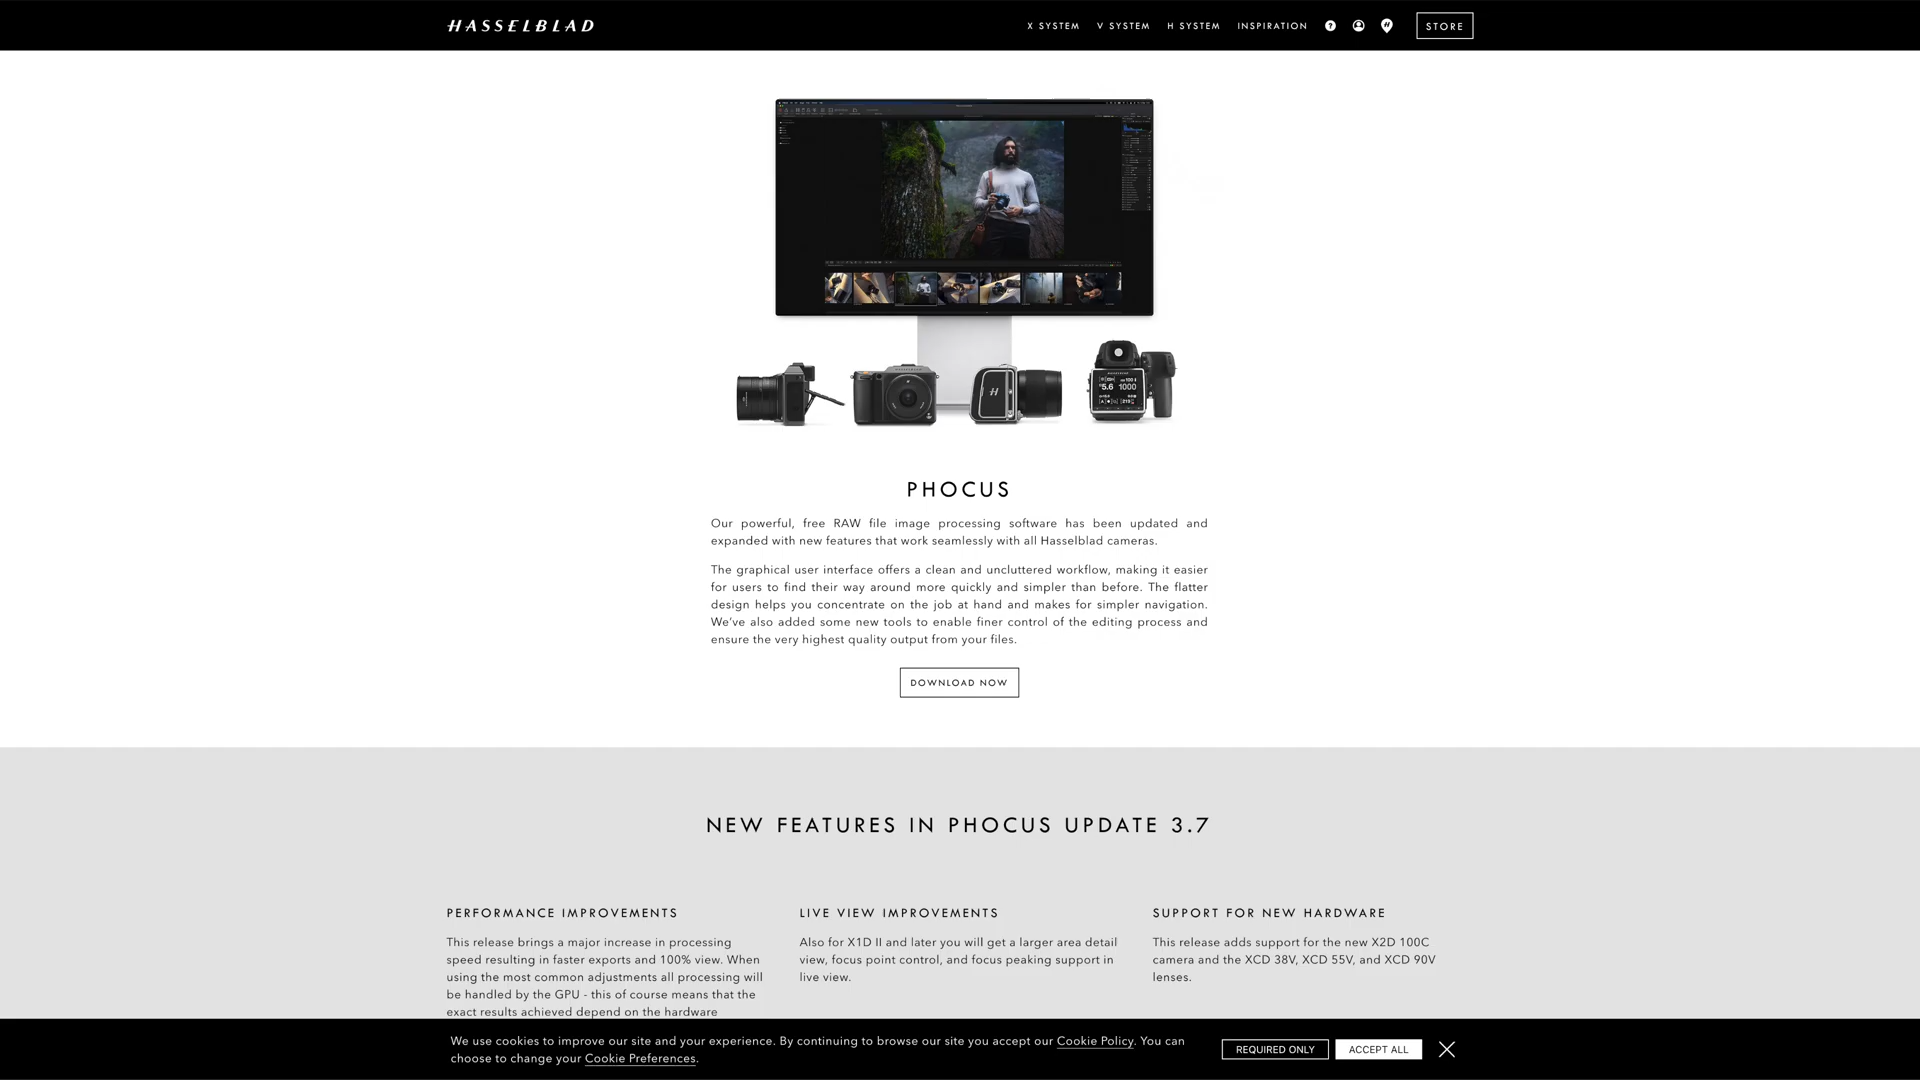 HASSELBLAD
X SYSTEM V SYSTEM H SYSTEM INSPIRATION ? STORE
PHOCUS
Our powerful, free RAW file image processing software has been updated and
expanded with new features that work seamlessly with all Hasselblad cameras.
The graphical user interface offers a clean and uncluttered workflow, making it easier
for users to find their way around more quickly and simpler than before. The flatter
design helps you concentrate on the job at hand and makes for simpler navigation.
We’ve also added some new tools to enable finer control of the editing process and
ensure the very highest quality output from your files.
DOWNLOAD NOW
NEW FEATURES IN PHOCUS UPDATE 3.7
PERFORMANCE IMPROVEMENTS
This release brings a major increase in processing
speed resulting in faster exports and 100% view. When
using the most common adjustments all processing will
be handled by the GPU - this of course means that the
exact results achieved depend on the hardware
LIVE VIEW IMPROVEMENTS
Also for X1D II and later you will get a larger area detail
view, focus point control, and focus peaking support in
live view.
SUPPORT FOR NEW HARDWARE
This release adds support for the new X2D 100C
camera and the XCD 38V, XCD 55V, and XCD 90V
lenses.
We use cookies to improve our site and your experience. By continuing to browse our site you accept our Cookie Policy. You can
choose to change your Cookie Preferences.
REQUIRED ONLY
ACCEPT ALL